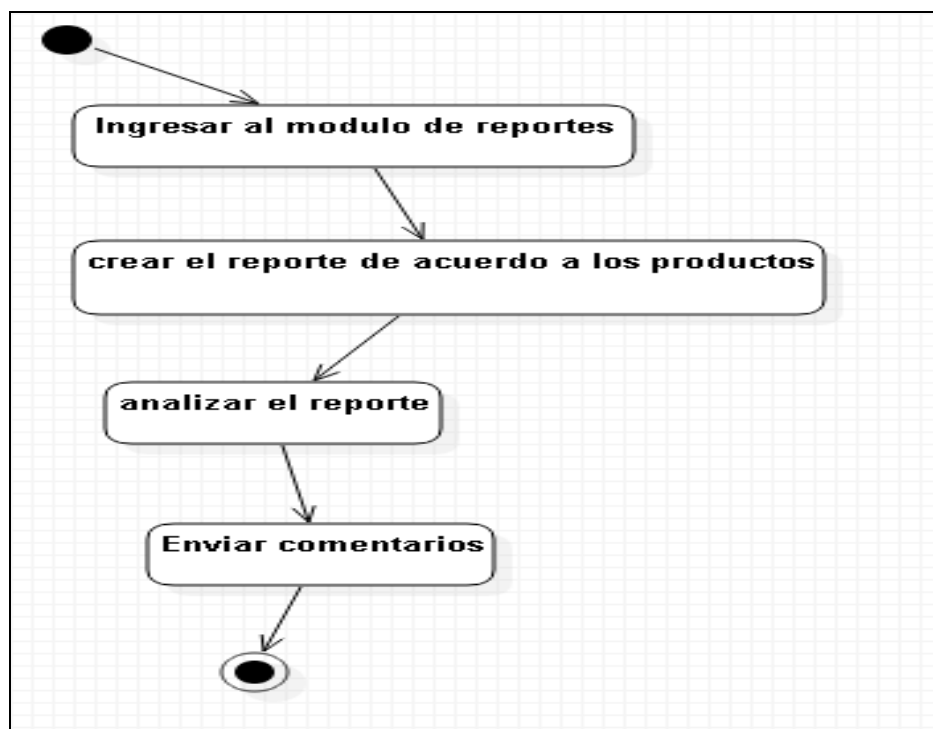 Ingresar al modulo de reportes
crear el reporte de acuerdo a los productos
analizar el reporte
Enviar comentarios